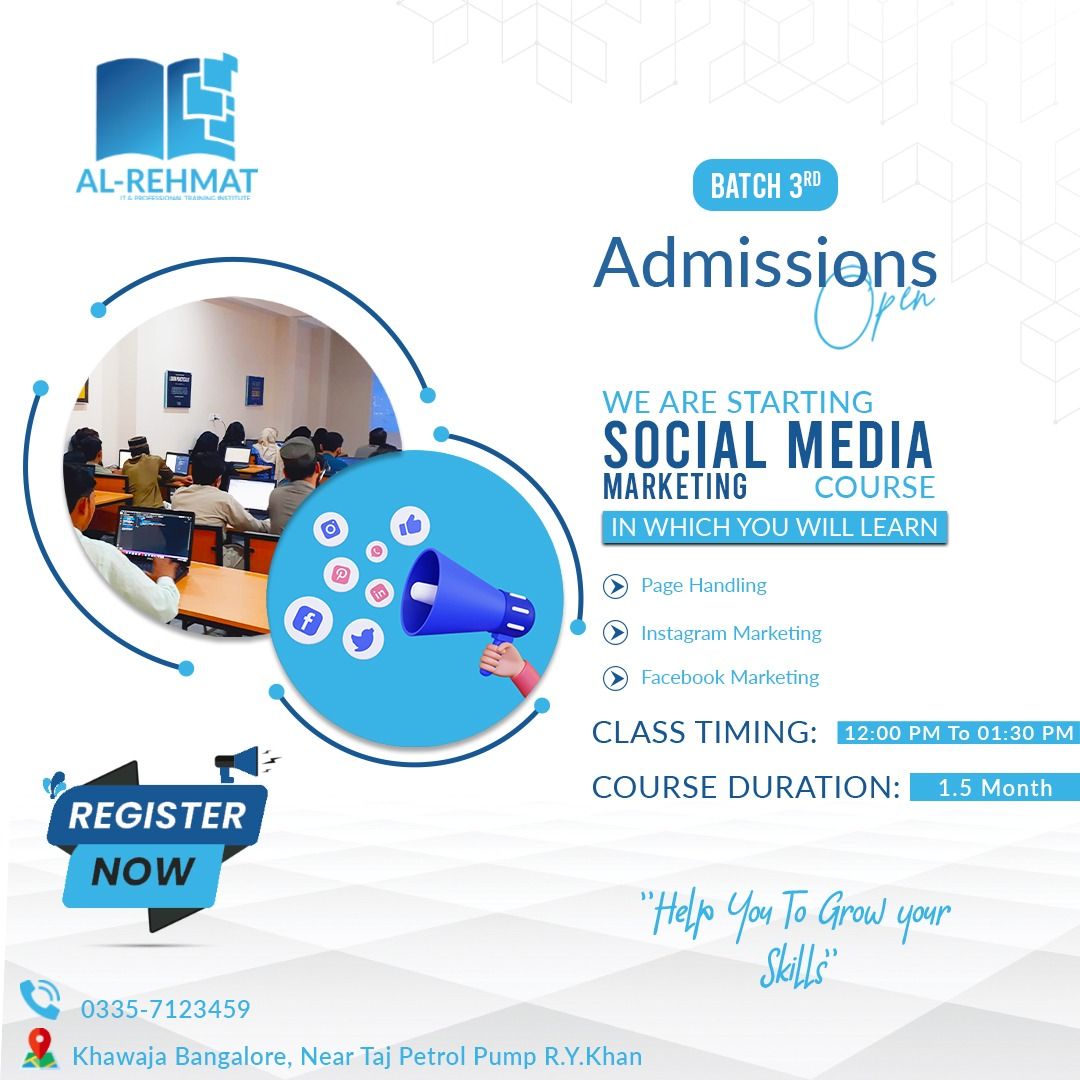 AL-REHMAT
IT & PROFESSIONAL TRAINING INSTITUTE
BATCH 3RD
Admissions
Open
WE ARE STARTING
SOCIAL MEDIA
MARKETING COURSE
IN WHICH YOU WILL LEARN
Page Handling
Instagram Marketing
Facebook Marketing
CLASS TIMING: 12:00 PM To 01:30 PM
COURSE DURATION: 1.5 Month
REGISTER
NOW
"Help You To Grow your
Skills"
0335-7123459
Khawaja Bangalore, Near Taj Petrol Pump R.Y.Khan